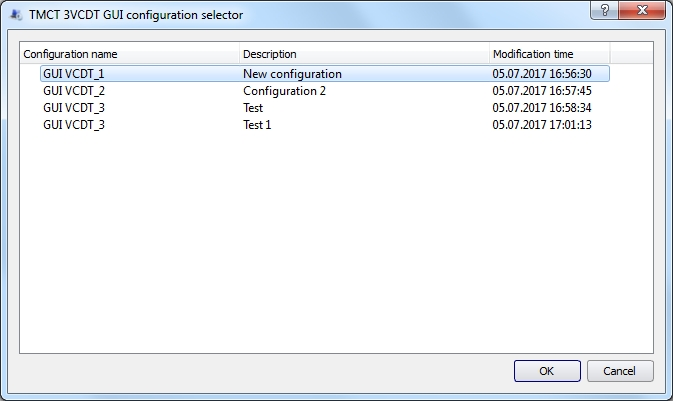 TMCT 3VCDT GUI configuration selector
Configuration name Description Modification time
GUI VCDT_1 New configuration 05.07.2017 16:56:30
GUI VCDT_2 Configuration 2 05.07.2017 16:57:45
GUI VCDT_3 Test 05.07.2017 16:58:34
GUI VCDT_3 Test 1 05.07.2017 17:01:13
OK Cancel